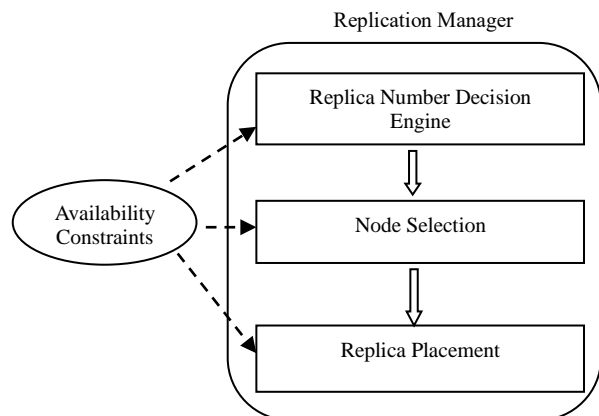 Replication Manager
Replica Number Decision
Engine
Availability
Constraints
Node Selection
Replica Placement